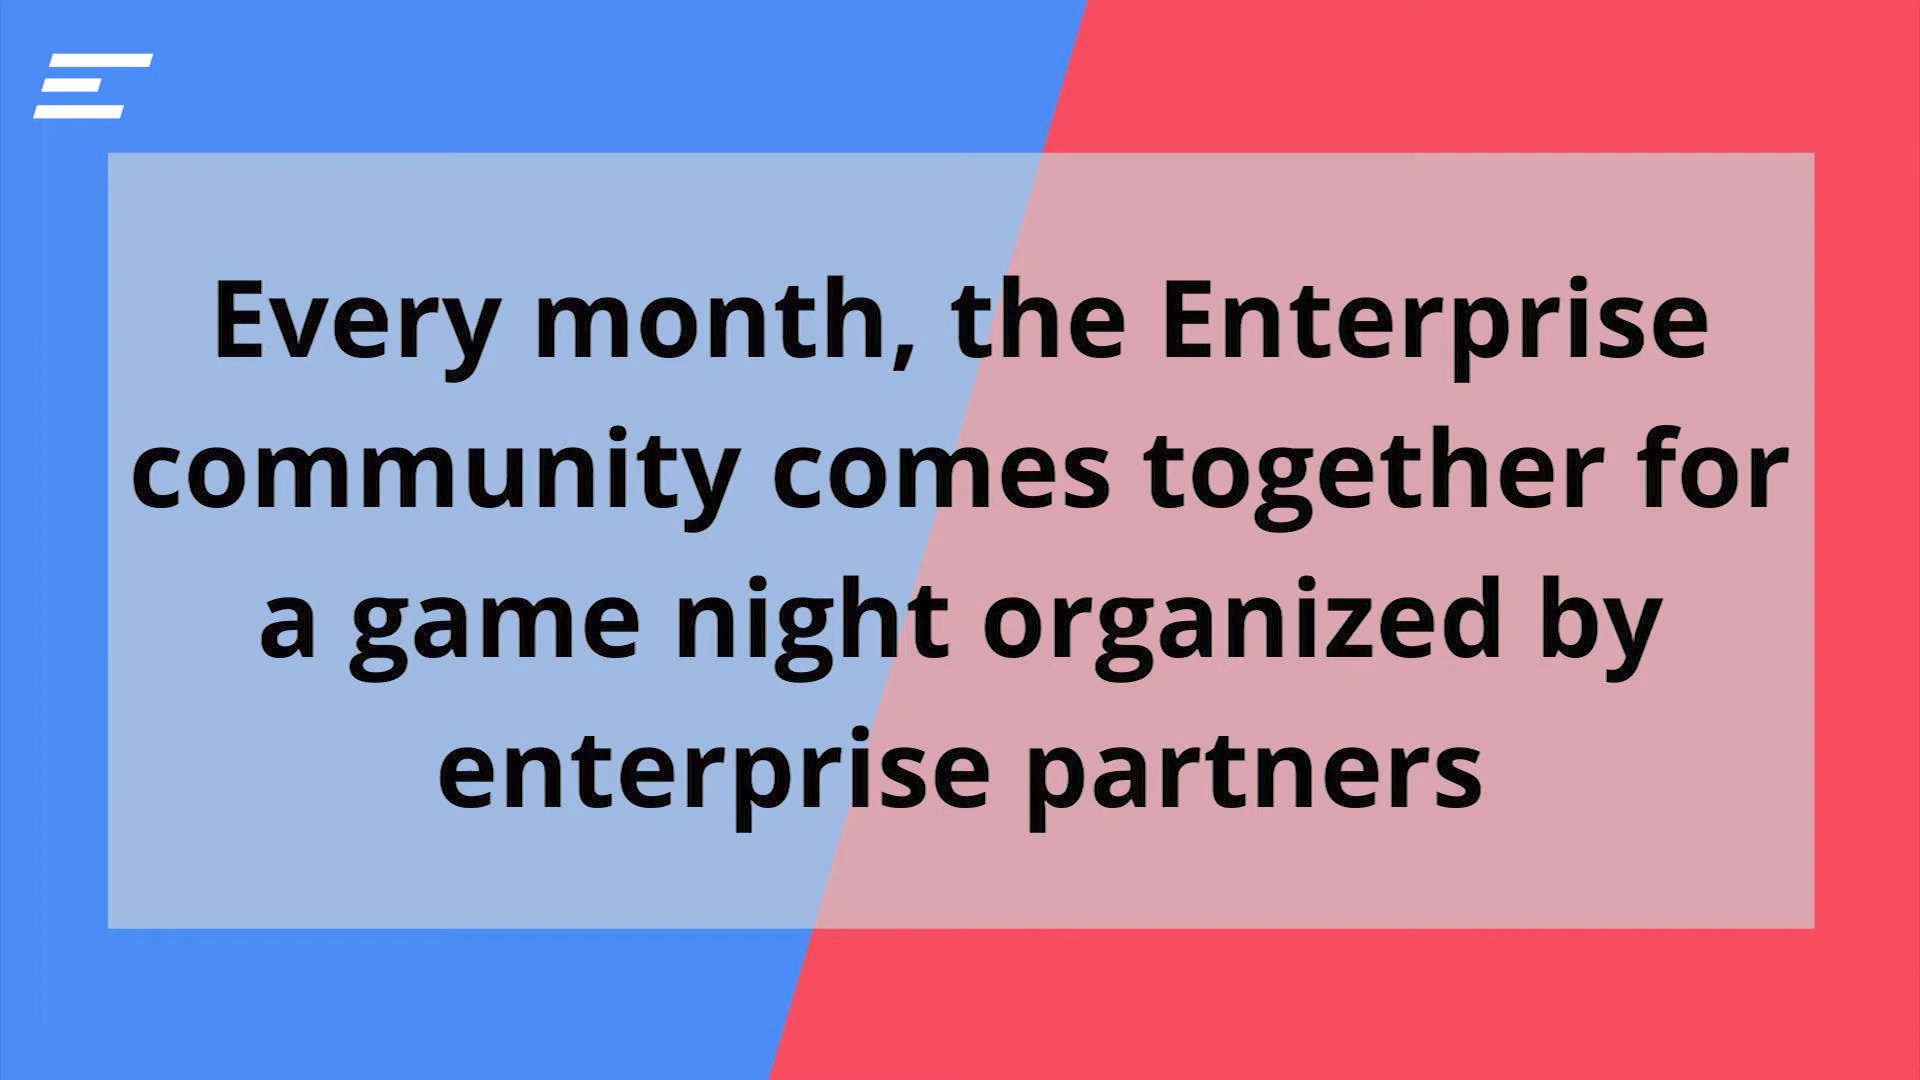 Every month, the Enterprise
community comes together for
a game night organized by
enterprise partners